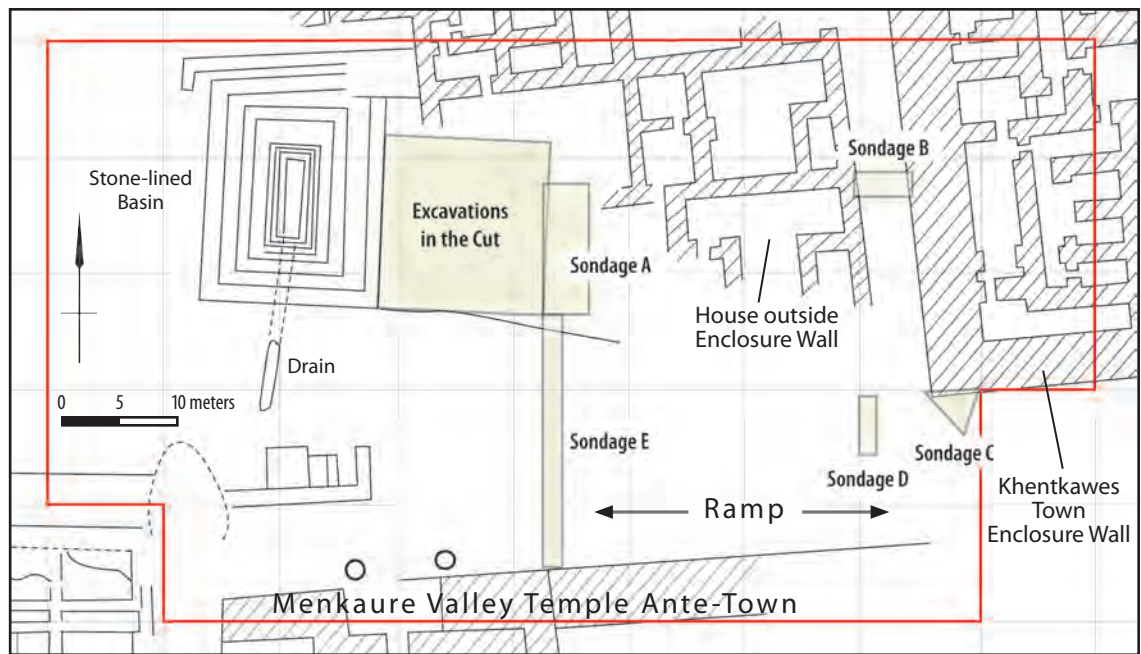 Stone-lined
Basin
Excavations
in the Cut
Sondage B
Sondage A
House outside
Enclosure Wall
Drain
0 5 10 meters
Sondage E
Sondage C
Sondage D
Ramp
Khentkawes
Town
Enclosure Wall
Menkaure Valley Temple Ante-Town